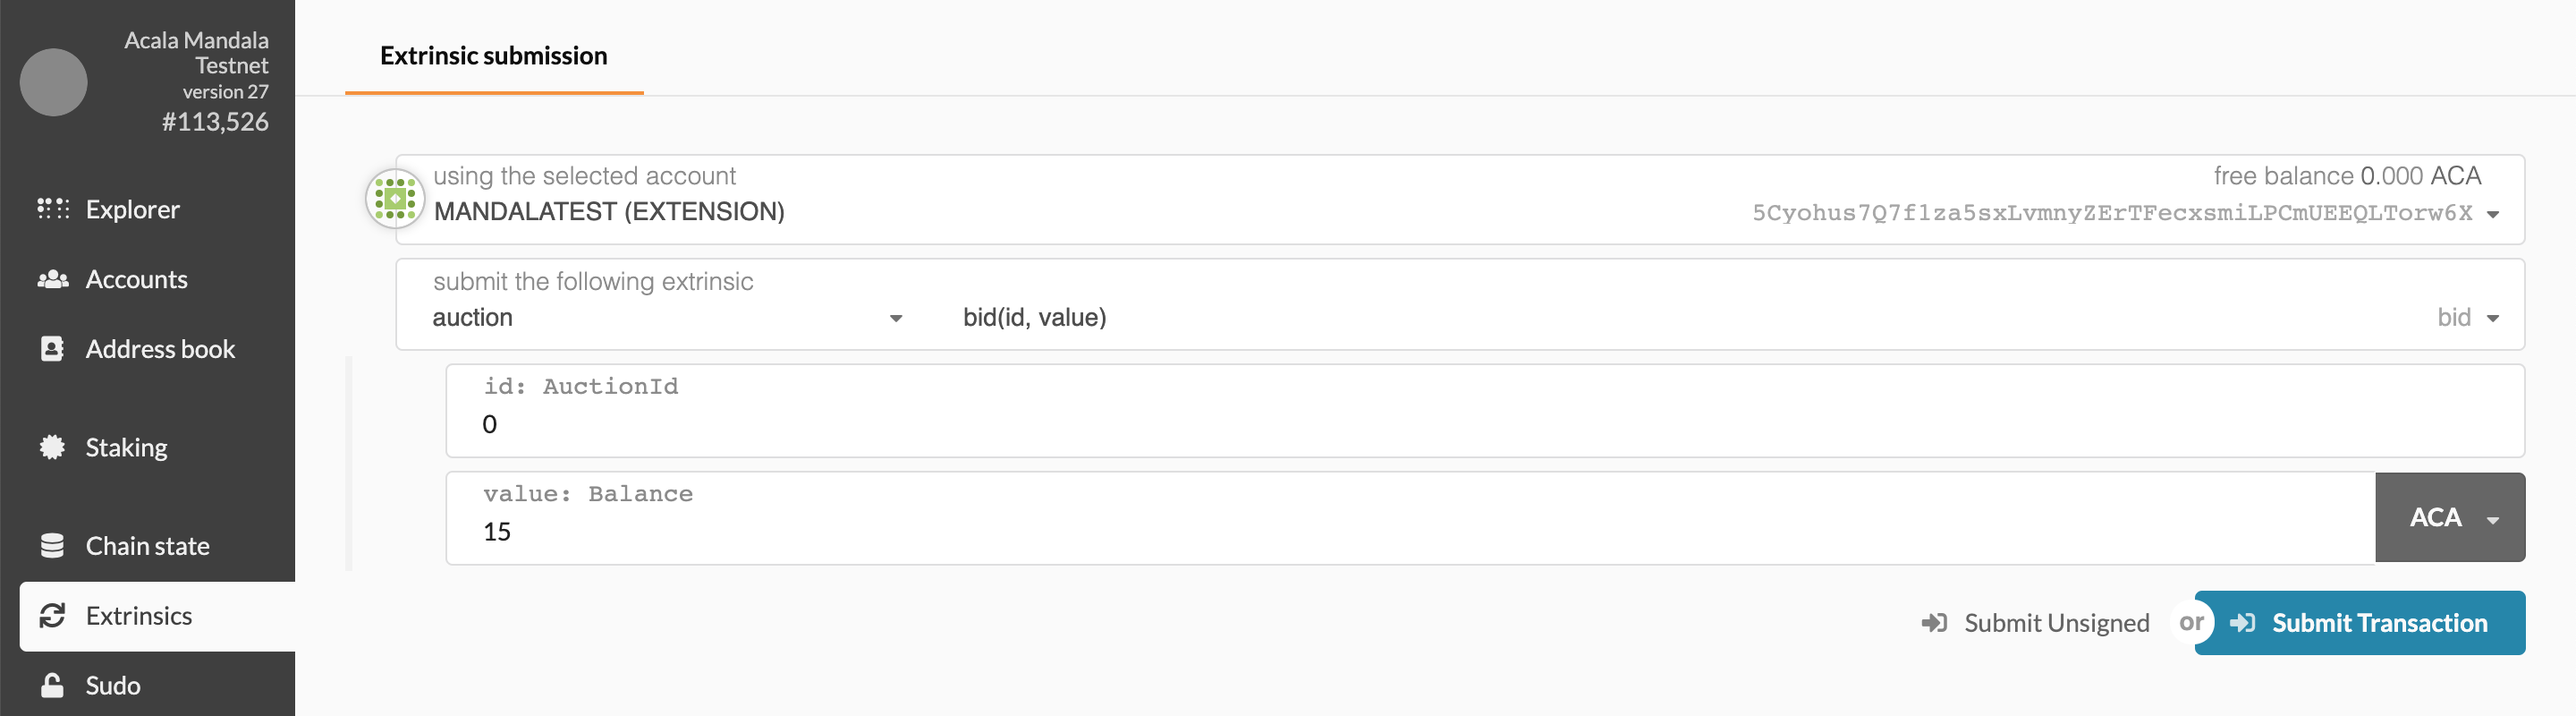 Acala Mandala
Testnet
version 27
#113,526
Explorer
Accounts
Address book
Staking
Chain state
Extrinsics
Sudo
Extrinsic submission
using the selected account
free balance 0.000 ACA
MANDALATEST (EXTENSION)
5Cyohus7Q7f1za5sxLvmnyZErTFecxsmiLPCmUEEQLTorw6X
submit the following extrinsic
auction
bid(id, value)
bid
id: AuctionId
0
value: Balance
15
ACA
Submit Unsigned
or
Submit Transaction